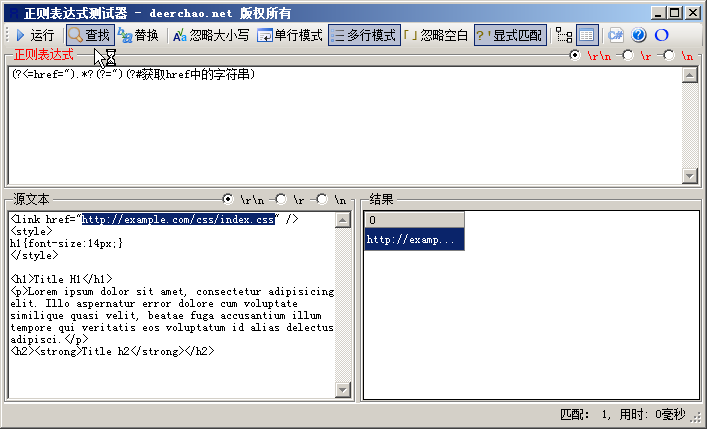 正则表达式测试器 - deerchao.net 版权所有
运行 查找 替换 忽略大小写 单行模式 多行模式 忽略空白 ?! 显式匹配 C#
正则表达式 \r\n \r \n
(?<=href=").*?(?=")(?#获取href中的字符串)
源文本 \r\n \r \n
<link href="http://example.com/css/index.css" />
<style>
h1{font-size:14px;}
</style>
<h1>Title H1</h1>
<p>Lorem ipsum dolor sit amet, consectetur adipisicing
elit. Illo aspernatur error dolore cum voluptate
similique quasi velit, beatae fuga accusantium illum
tempore qui veritatis eos voluptatum id alias delectus
adipisci.</p>
<h2><strong>Title h2</strong></h2>
结果
0
http://examp...
匹配: 1, 用时: 0毫秒